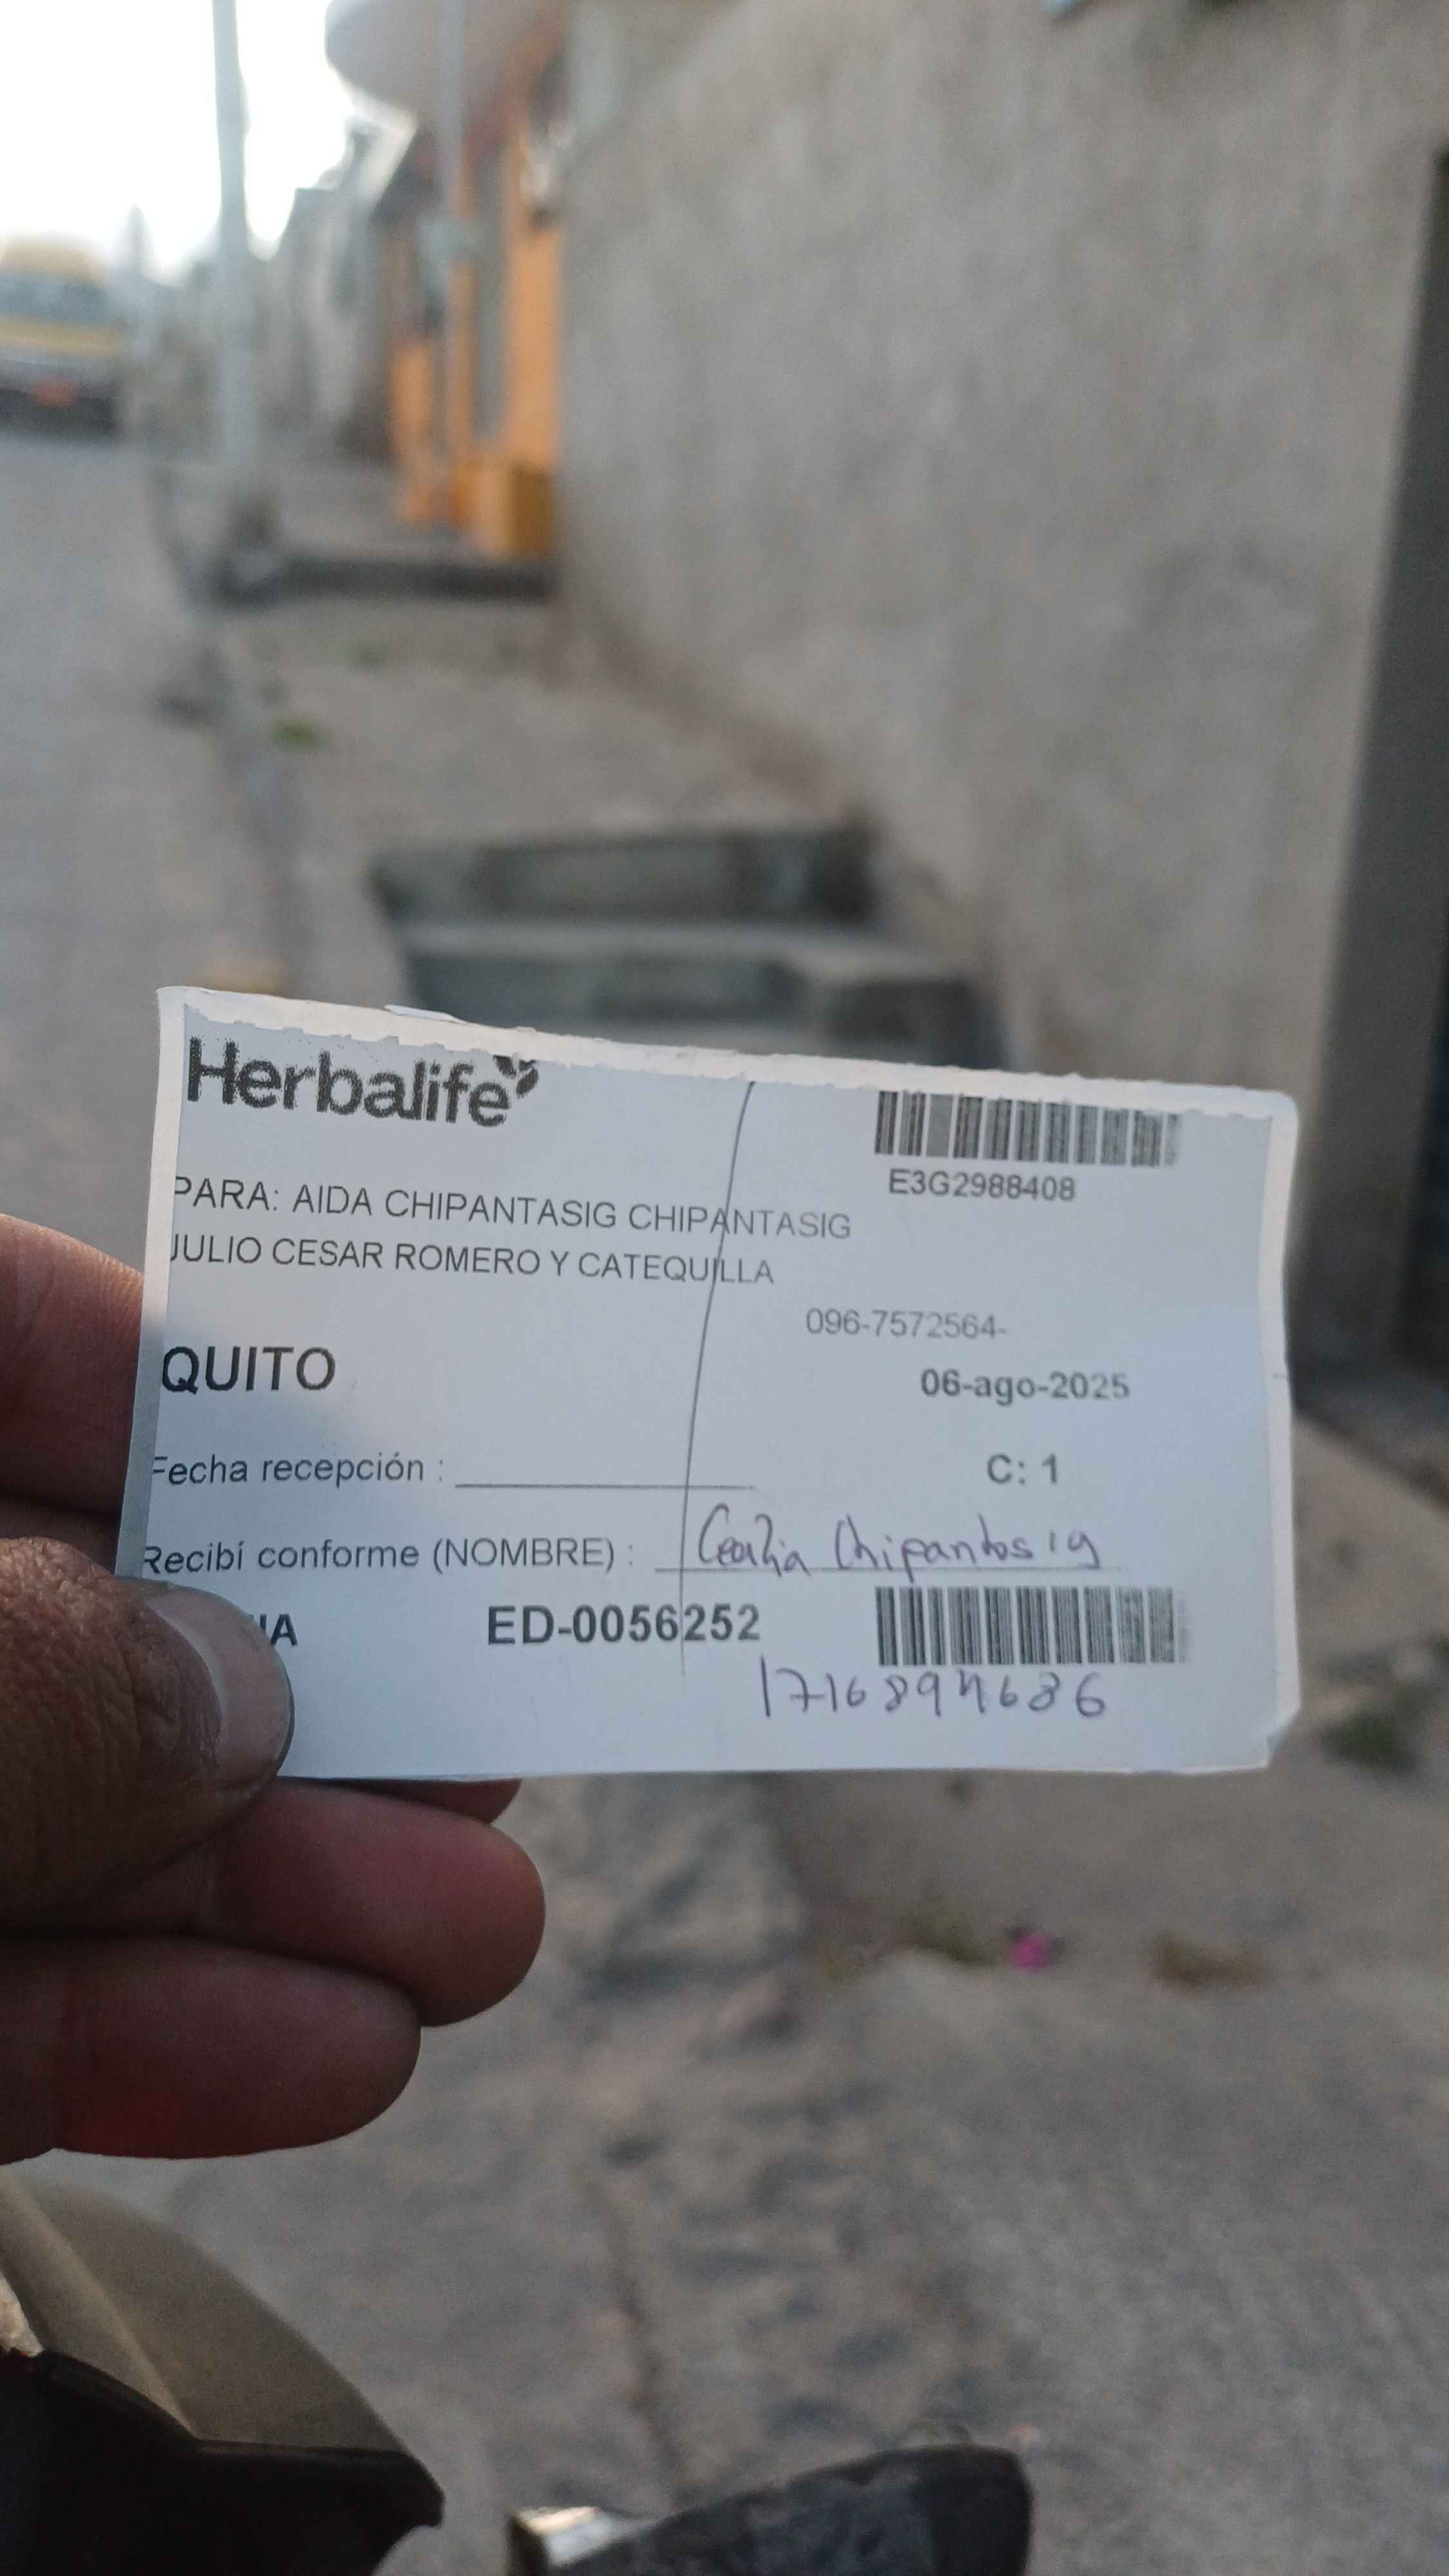 Herbalife
E3G2988408
PARA: AIDA CHIPANTASIG CHIPANTASIG
JULIO CESAR ROMERO Y CATEQUILLA
096-7572564-
QUITO
06-ago-2025
Fecha recepción :
C: 1
Recibí conforme (NOMBRE) : Cecilia Chipantasig
ED-0056252